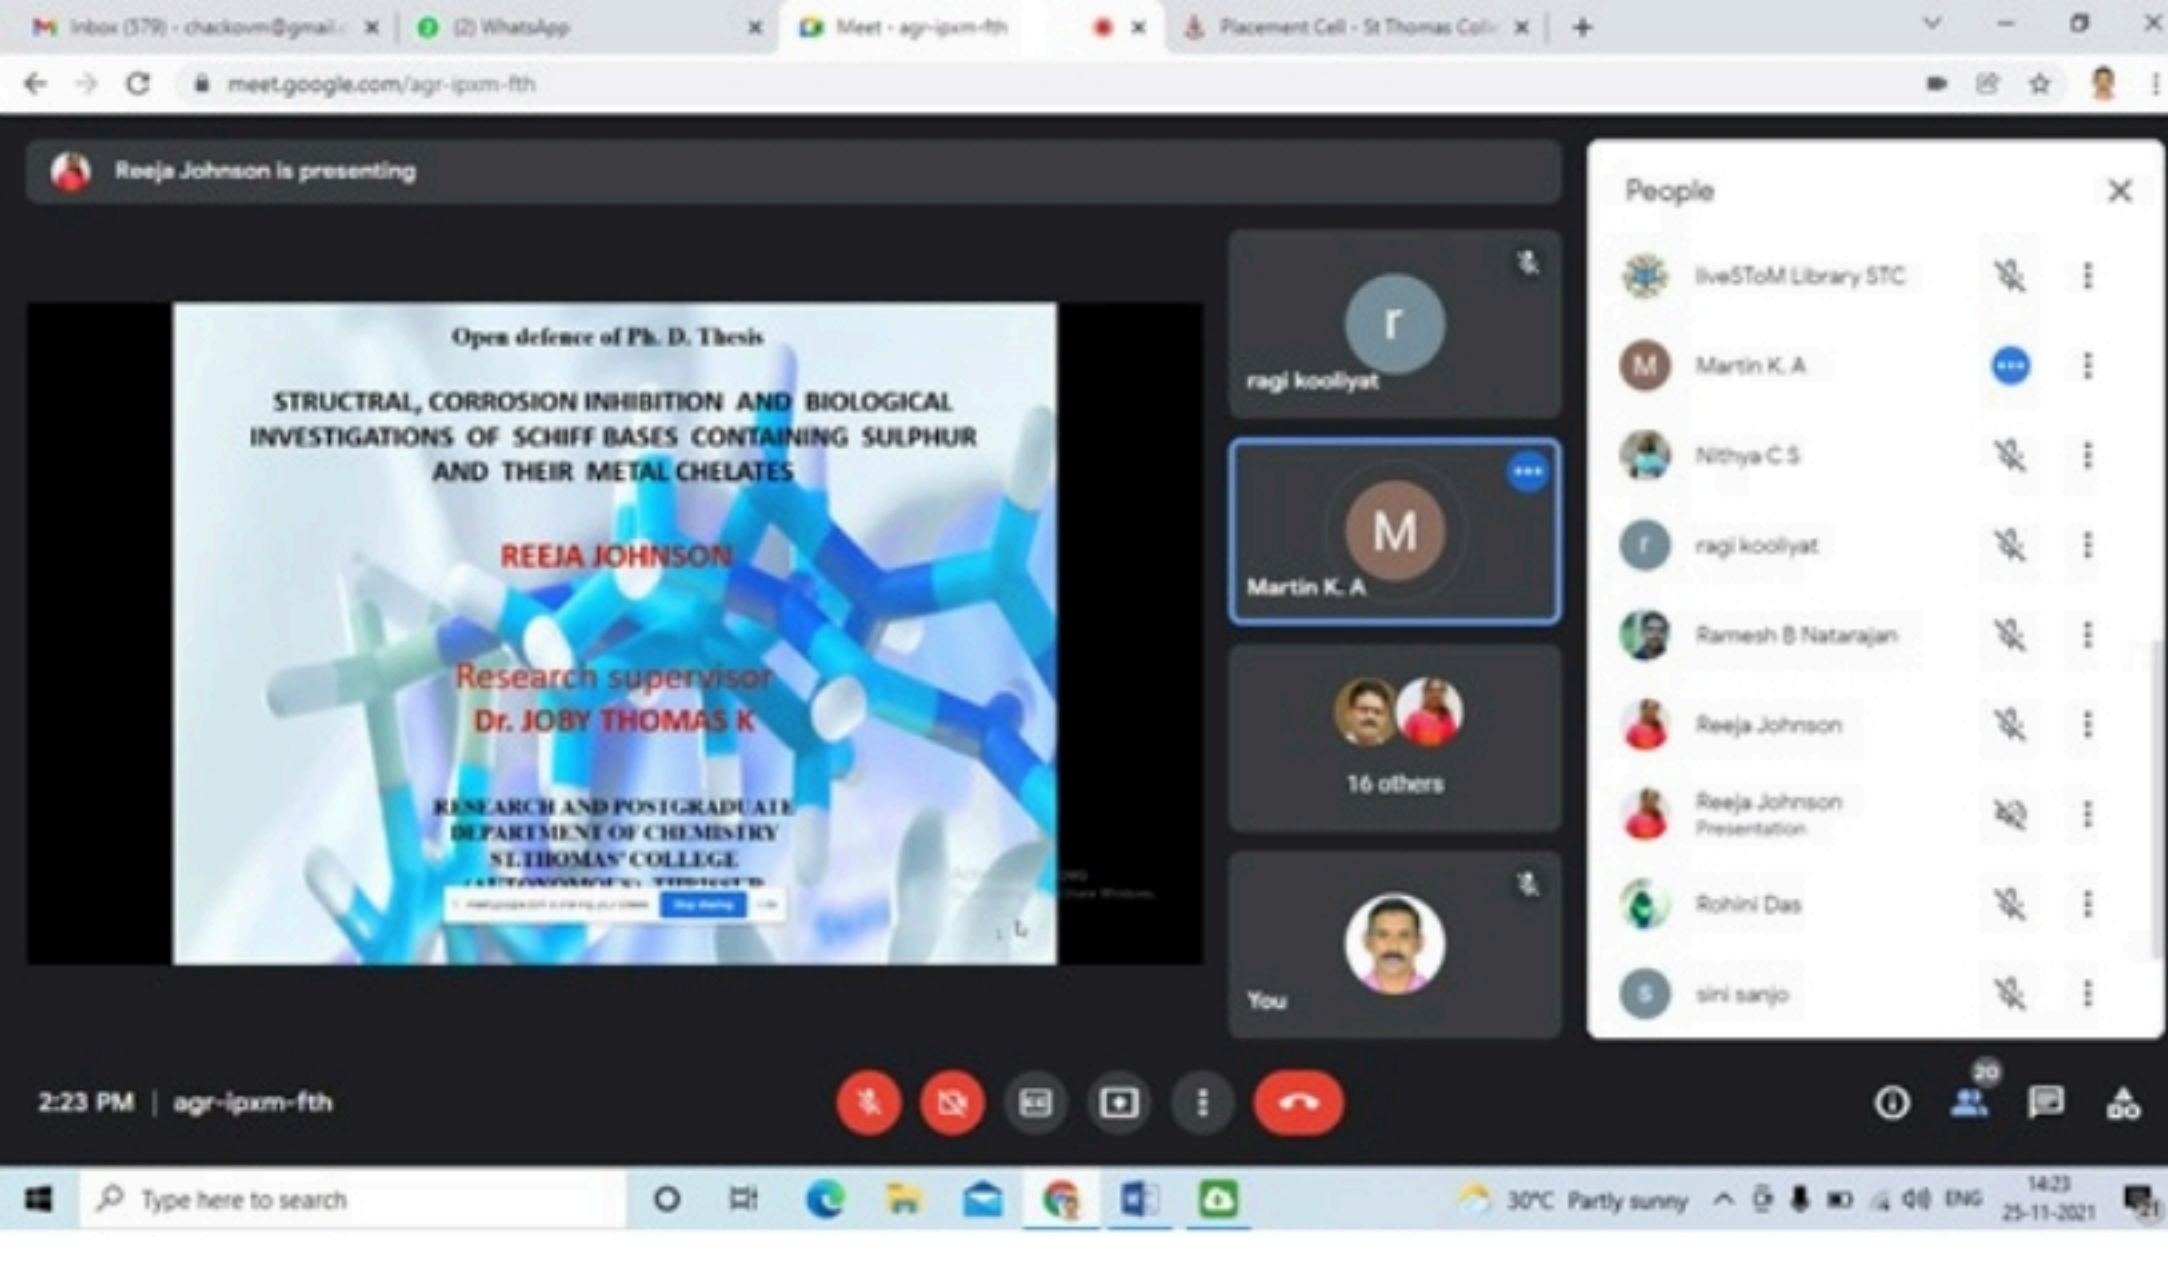 Inbox (579) - chackovm@gmail.c
(2) WhatsApp
Meet - agr-ipxm-fth
Placement Cell - St Thomas Coll
meet.google.com/agr-ipxm-fth
Reeja Johnson is presenting
Open defence of Ph. D. Thesis
STRUCTRAL, CORROSION INHIBITION AND BIOLOGICAL
INVESTIGATIONS OF SCHIFF BASES CONTAINING SULPHUR
AND THEIR METAL CHELATES
REEJA JOHNSON
Research supervisor
Dr. JOBY THOMAS K
RESEARCH AND POSTGRADUATE
DEPARTMENT OF CHEMISTRY
ST.THOMAS' COLLEGE
(AUTONOMOUS) THRISSUR
Stop sharing
r
ragi kooliyat
M
Martin K. A
16 others
You
People
liveSToM Library STC
M
Martin K. A
Nithya C S
r
ragi kooliyat
Ramesh B Natarajan
Reeja Johnson
Reeja Johnson
Presentation
Rohini Das
s
sini sanjo
2:23 PM | agr-ipxm-fth
20
Type here to search
30°C Partly sunny
ENG
14:23
25-11-2021
21